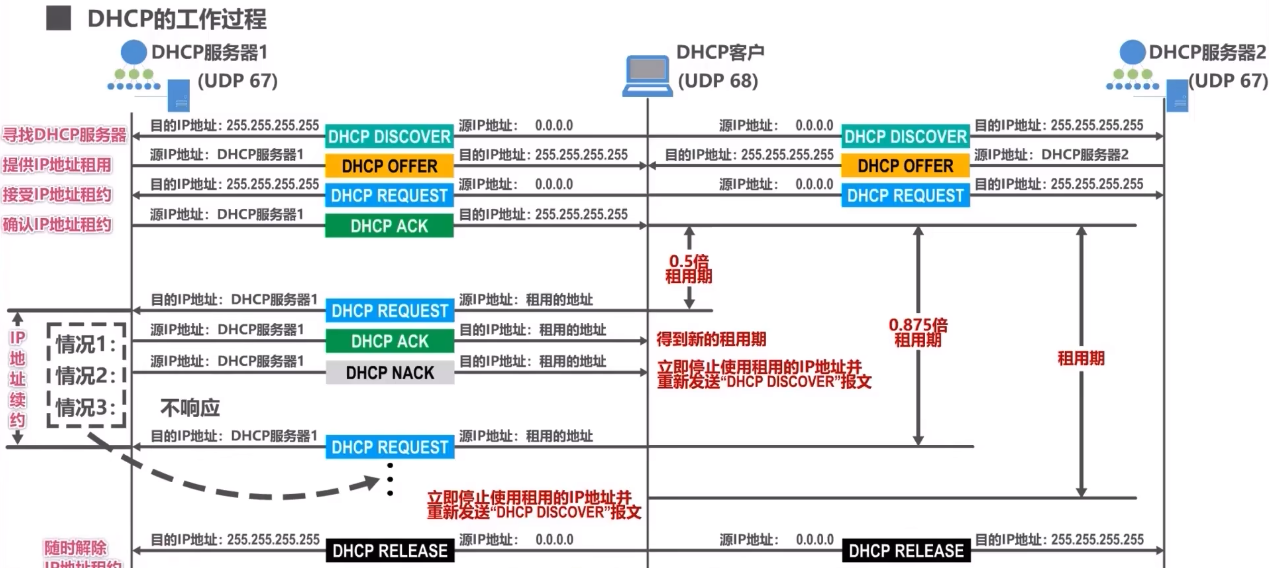 DHCP的工作过程
DHCP服务器1
(UDP 67)
DHCP客户
(UDP 68)
DHCP服务器2
(UDP 67)
寻找DHCP服务器
目的IP地址：255.255.255.255
DHCP DISCOVER
源IP地址： 0.0.0.0
源IP地址： 0.0.0.0
DHCP DISCOVER
目的IP地址：255.255.255.255
提供IP地址租用
源IP地址：DHCP服务器1
DHCP OFFER
目的IP地址：255.255.255.255
目的IP地址：255.255.255.255
DHCP OFFER
源IP地址：DHCP服务器2
接受IP地址租约
目的IP地址：255.255.255.255
DHCP REQUEST
源IP地址： 0.0.0.0
源IP地址： 0.0.0.0
DHCP REQUEST
目的IP地址：255.255.255.255
确认IP地址租约
源IP地址：DHCP服务器1
DHCP ACK
目的IP地址：255.255.255.255
0.5倍
租用期
0.875倍
租用期
租用期
IP地址续约
目的IP地址：DHCP服务器1
DHCP REQUEST
源IP地址：租用的地址
情况1：
源IP地址：DHCP服务器1
DHCP ACK
目的IP地址：租用的地址
得到新的租用期
情况2：
源IP地址：DHCP服务器1
DHCP NACK
目的IP地址：租用的地址
立即停止使用租用的IP地址并
重新发送“DHCP DISCOVER”报文
情况3：
不响应
目的IP地址：DHCP服务器1
DHCP REQUEST
源IP地址：租用的地址
立即停止使用租用的IP地址并
重新发送“DHCP DISCOVER”报文
随时解除
IP地址租约
目的IP地址：255.255.255.255
DHCP RELEASE
源IP地址： 0.0.0.0
源IP地址： 0.0.0.0
DHCP RELEASE
目的IP地址：255.255.255.255